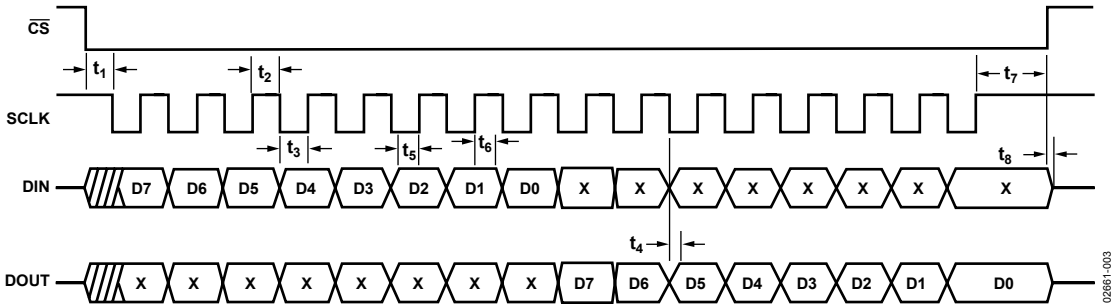 CS
t1 t2 t7
SCLK
t3 t5 t6 t8
DIN D7 D6 D5 D4 D3 D2 D1 D0 X X X X X X X X
t4
DOUT X X X X X X X X D7 D6 D5 D4 D3 D2 D1 D0
02661-003